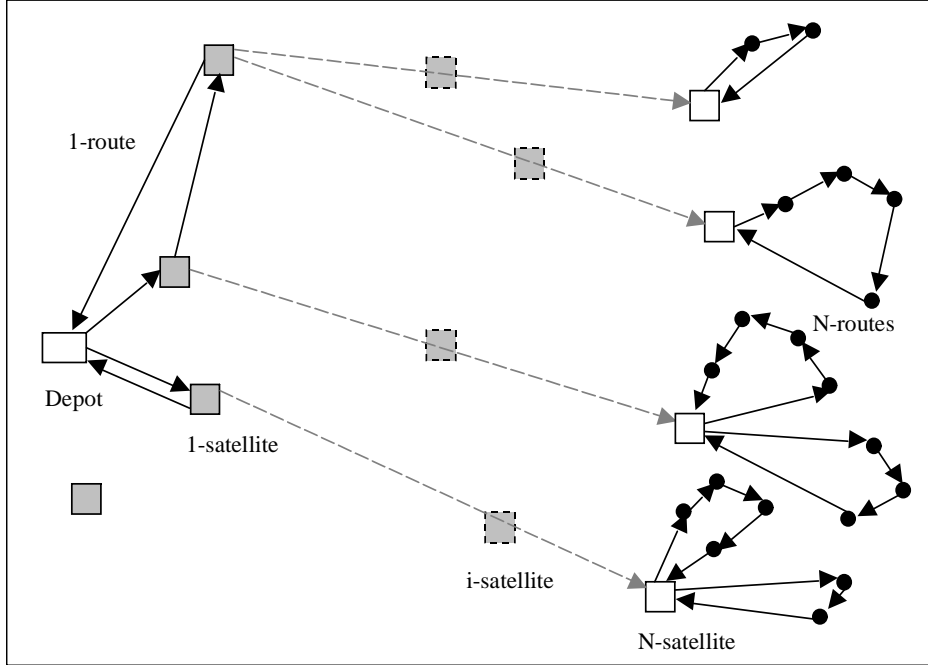 1-route
N-routes
Depot
1-satellite
i-satellite
N-satellite